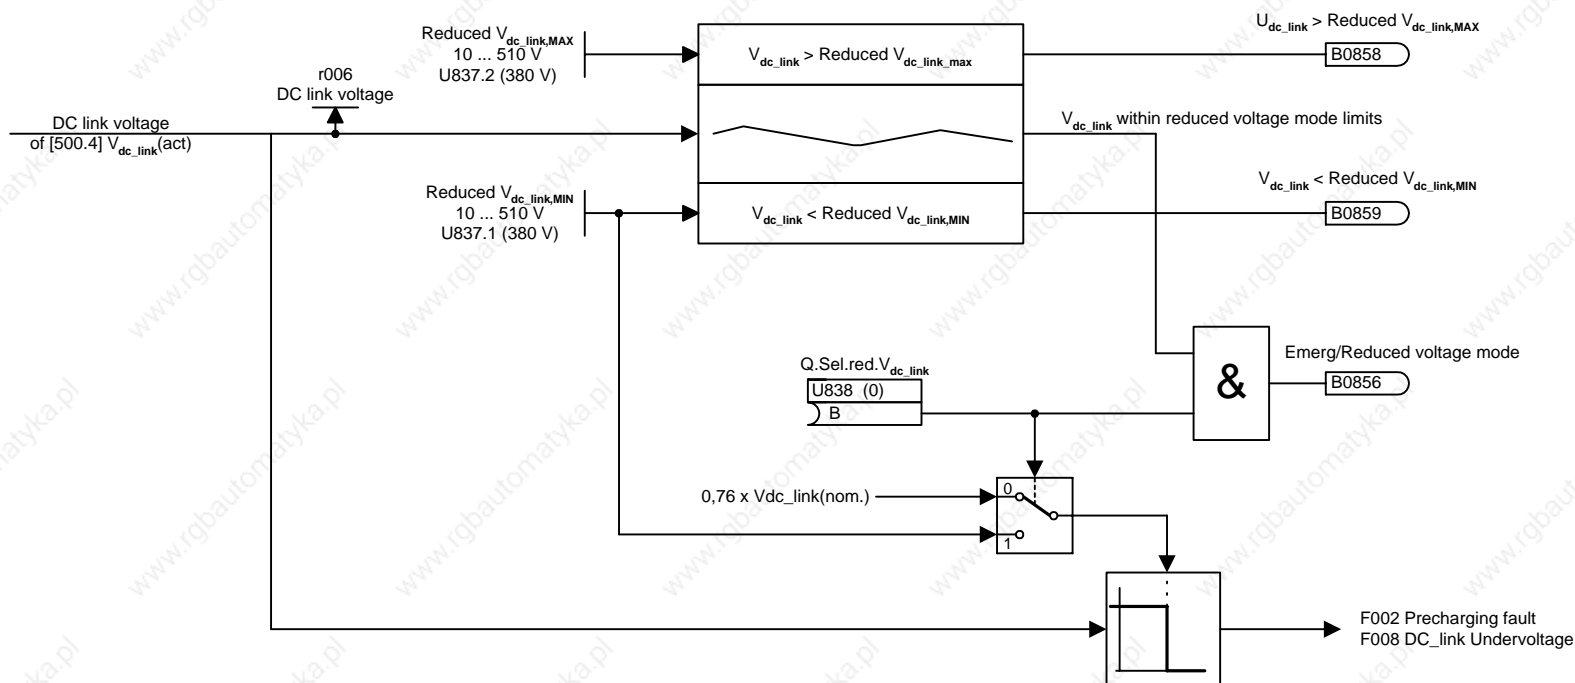 Reduced Vdc_link,MAX
10 ... 510 V
U837.2 (380 V)
Vdc_link > Reduced Vdc_link_max
Udc_link > Reduced Vdc_link,MAX
B0858
r006
DC link voltage
DC link voltage
of [500.4] Vdc_link(act)
Vdc_link within reduced voltage mode limits
Reduced Vdc_link,MIN
10 ... 510 V
U837.1 (380 V)
Vdc_link < Reduced Vdc_link,MIN
Vdc_link < Reduced Vdc_link,MIN
B0859
Q.Sel.red.Vdc_link
U838 (0)
B
&
Emerg/Reduced voltage mode
B0856
0,76 x Vdc_link(nom.)
0
1
F002 Precharging fault
F008 DC_link Undervoltage
www.rgbautomatyka.pl